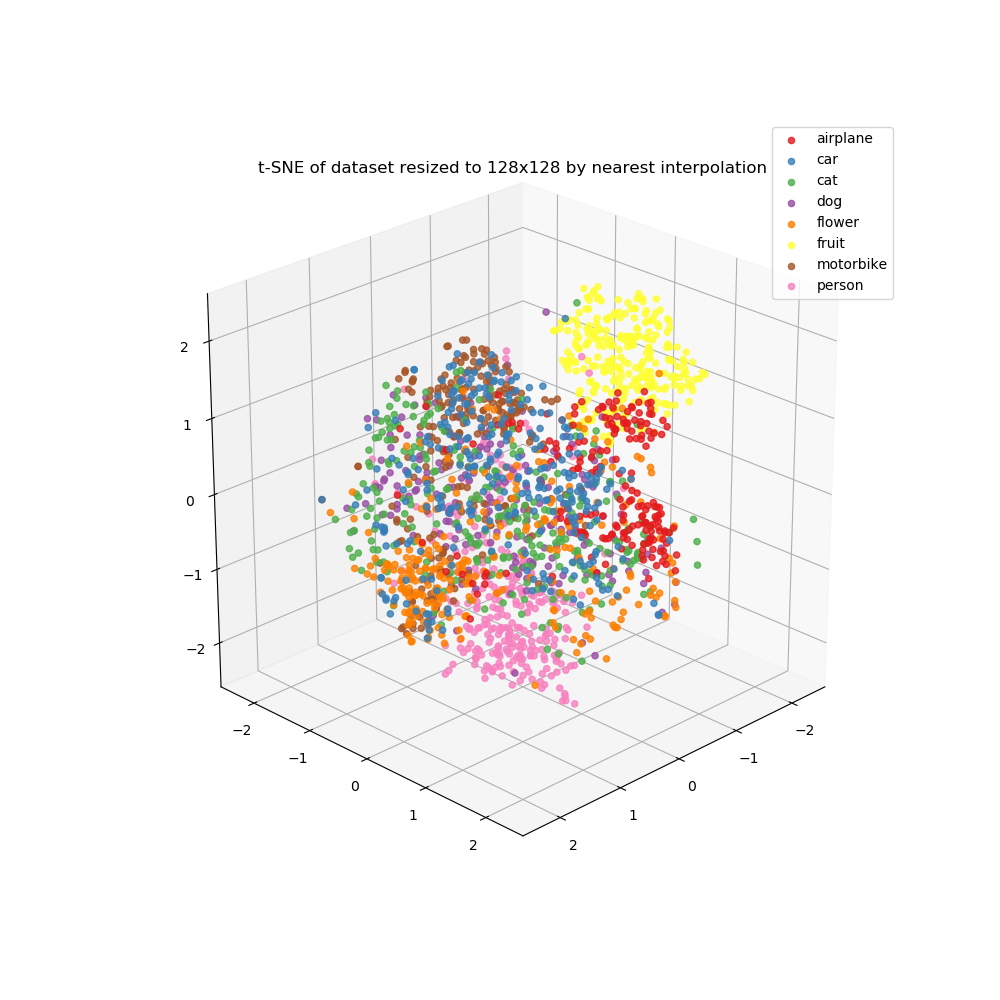 t-SNE of dataset resized to 128x128 by nearest interpolation
airplane
car
cat
dog
flower
fruit
motorbike
person
2
1
0
−1
−2
−2
−1
0
1
2
2
1
0
−1
−2